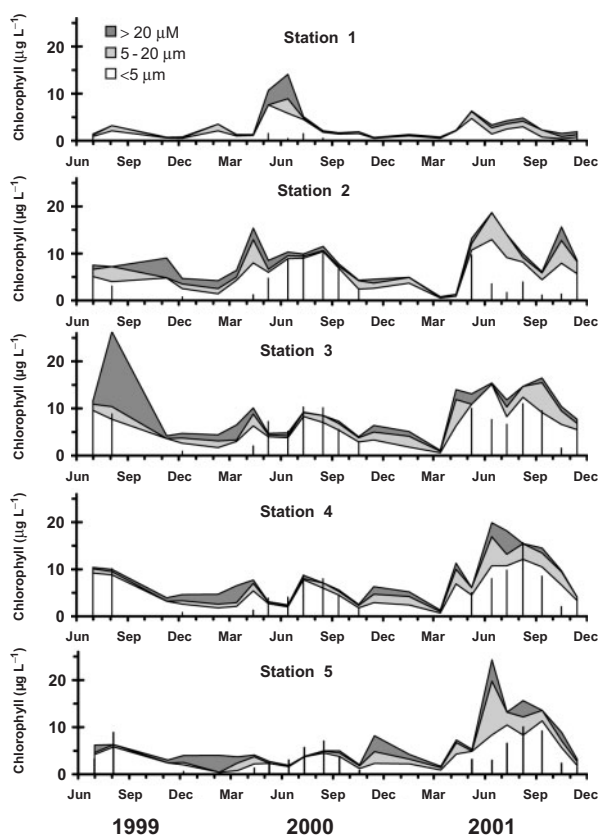 Station 1
> 20 μM
5-20 μm
<5 μm
Chlorophyll (μg L⁻¹)
20
10
0
Jun Sep Dec Mar Jun Sep Dec Mar Jun Sep Dec
Station 2
Chlorophyll (μg L⁻¹)
20
10
0
Jun Sep Dec Mar Jun Sep Dec Mar Jun Sep Dec
Station 3
Chlorophyll (μg L⁻¹)
20
10
0
Jun Sep Dec Mar Jun Sep Dec Mar Jun Sep Dec
Station 4
Chlorophyll (μg L⁻¹)
20
10
0
Jun Sep Dec Mar Jun Sep Dec Mar Jun Sep Dec
Station 5
Chlorophyll (μg L⁻¹)
20
10
0
Jun Sep Dec Mar Jun Sep Dec Mar Jun Sep Dec
1999 2000 2001